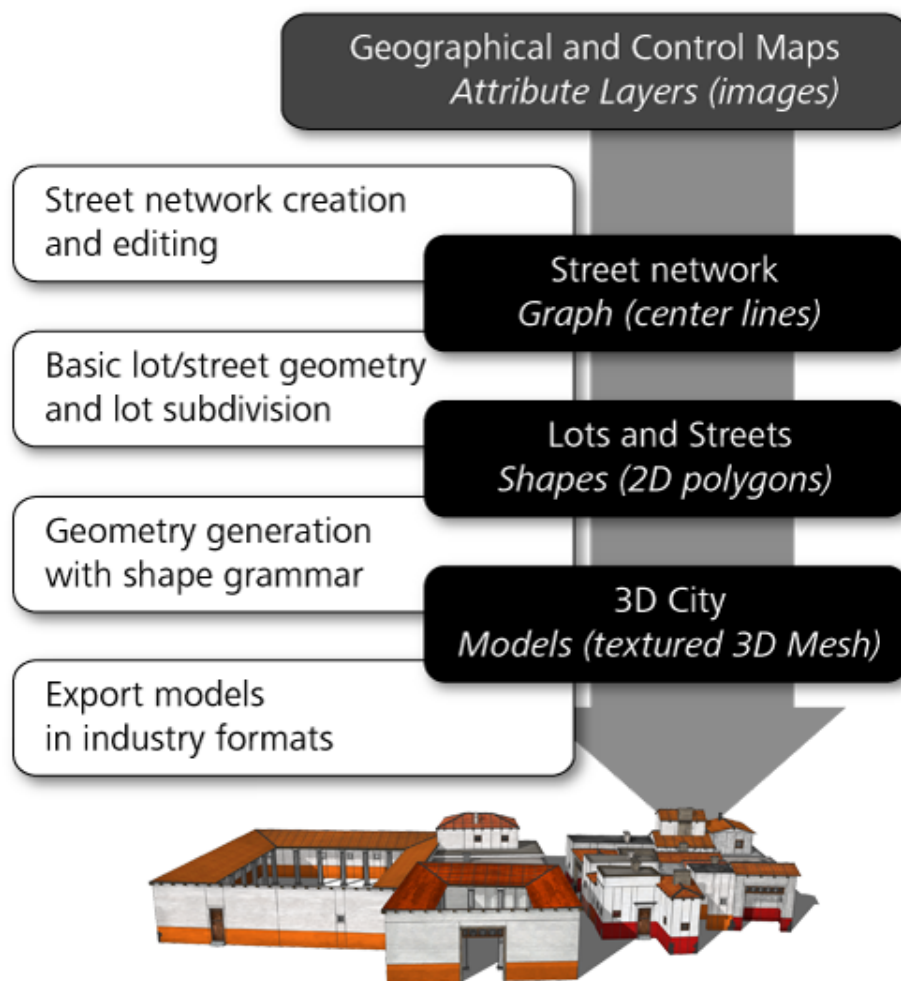 Geographical and Control Maps
Attribute Layers (images)
Street network creation
and editing
Street network
Graph (center lines)
Basic lot/street geometry
and lot subdivision
Lots and Streets
Shapes (2D polygons)
Geometry generation
with shape grammar
3D City
Models (textured 3D Mesh)
Export models
in industry formats